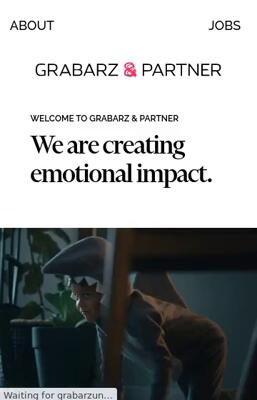 ABOUT JOBS
GRABARZ & PARTNER
WELCOME TO GRABARZ & PARTNER
We are creating
emotional impact.
Waiting for grabarzun...